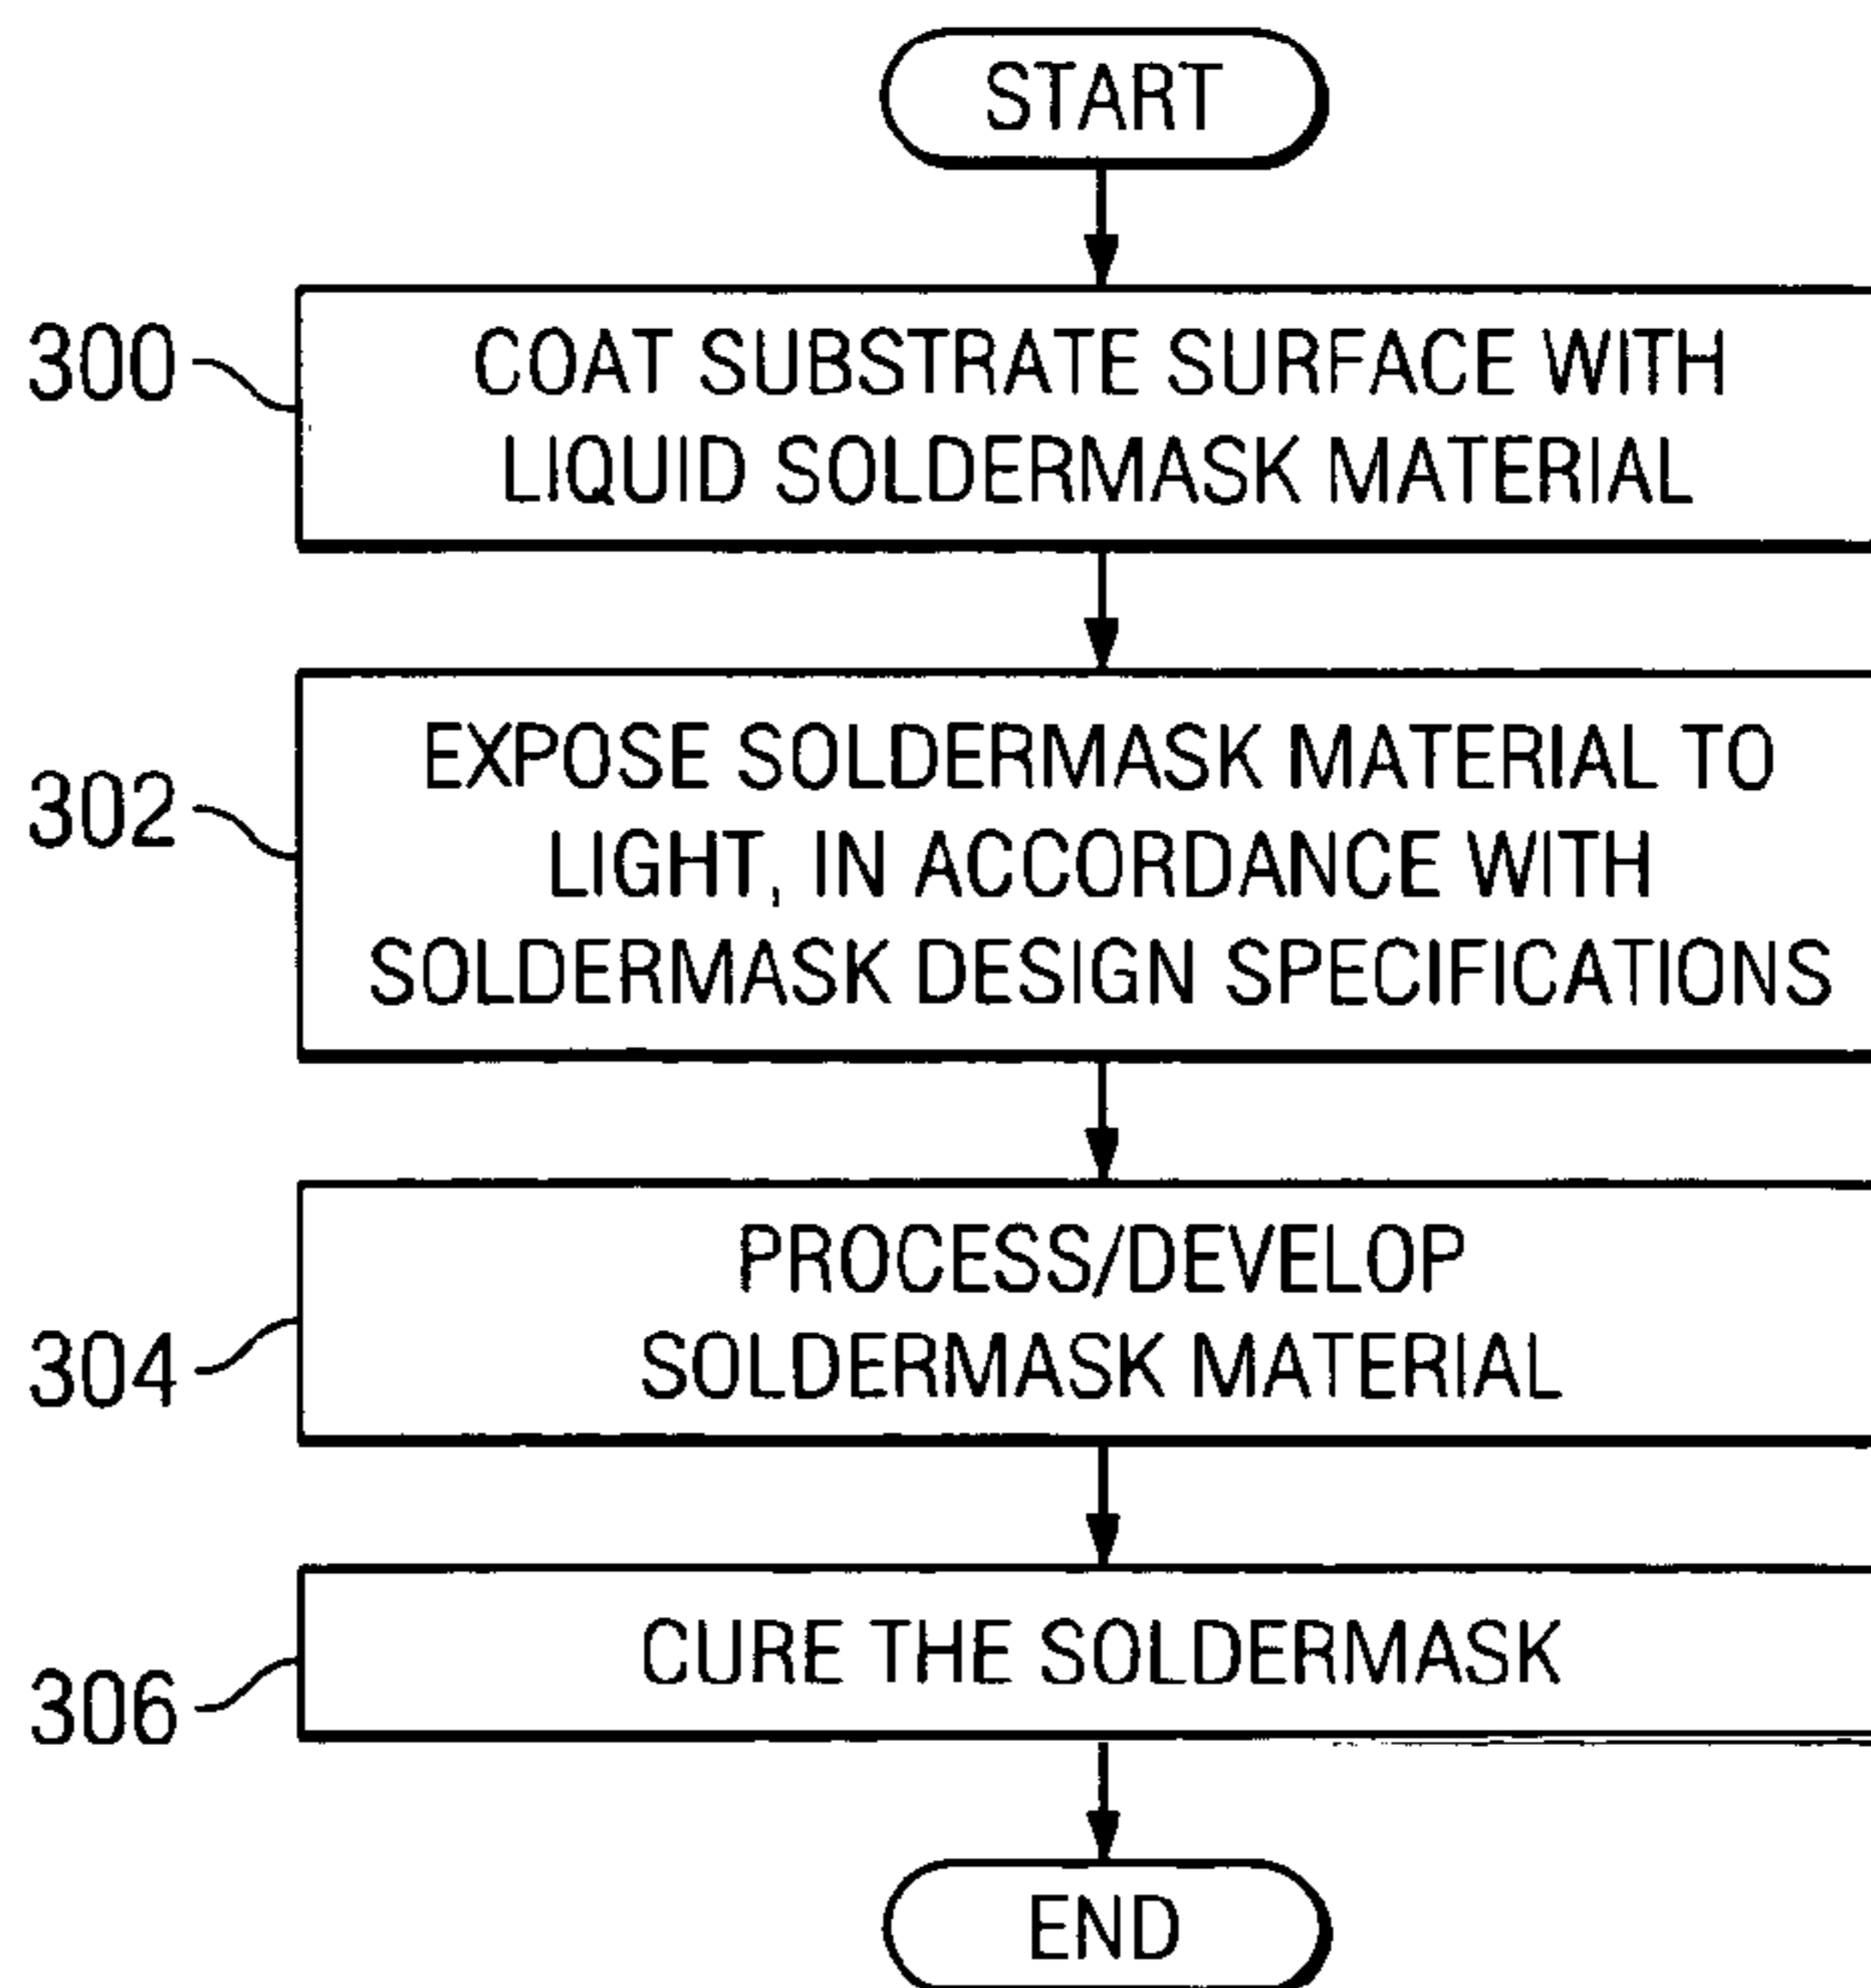 START
300
COAT SUBSTRATE SURFACE WITH
LIQUID SOLDERMASK MATERIAL
302
EXPOSE SOLDERMASK MATERIAL TO
LIGHT, IN ACCORDANCE WITH
SOLDERMASK DESIGN SPECIFICATIONS
304
PROCESS/DEVELOP
SOLDERMASK MATERIAL
306
CURE THE SOLDERMASK
END